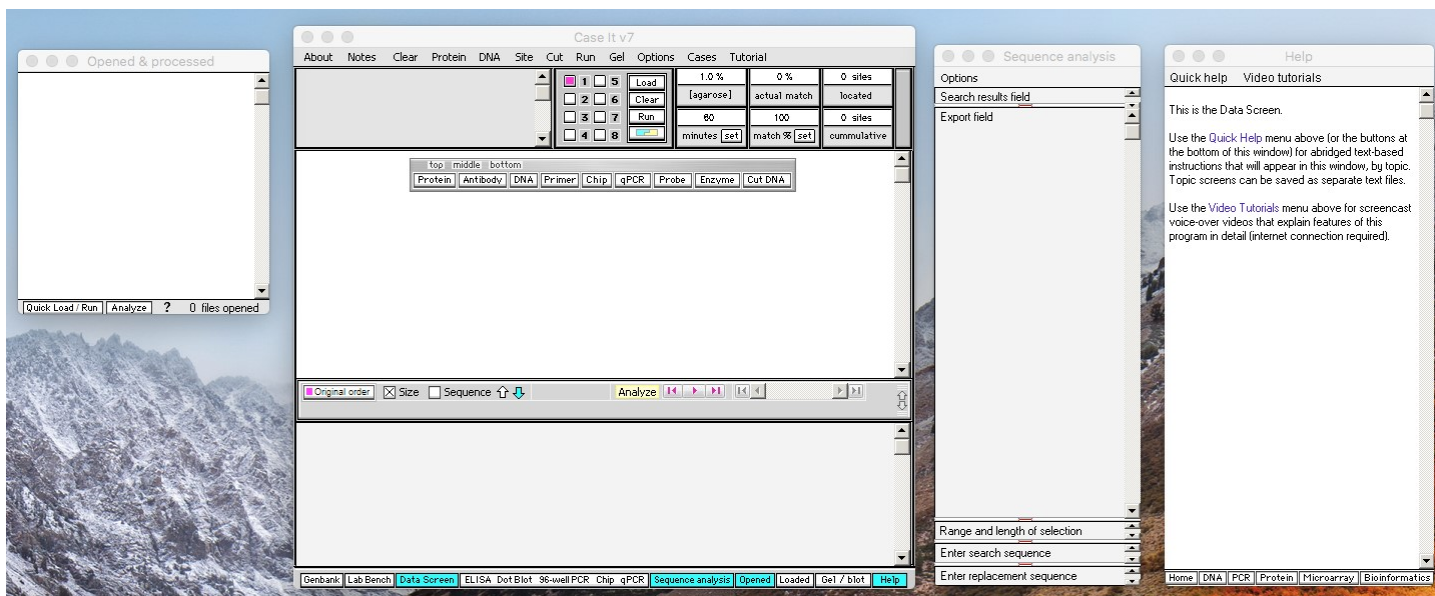 Opened & processed
Quick Load / Run Analyze ? 0 files opened
Case It v7
About Notes Clear Protein DNA Site Cut Run Gel Options Cases Tutorial
1 5 Load
2 6 Clear
3 7 Run
4 8
1.0 % 0 % 0 sites
[agarose] actual match located
60 100 0 sites
minutes set match % set cummulative
top middle bottom
Protein Antibody DNA Primer Chip qPCR Probe Enzyme Cut DNA
Original order Size Sequence Analyze
Genbank Lab Bench Data Screen ELISA Dot Blot 96-well PCR Chip qPCR Sequence analysis Opened Loaded Gel / blot Help
Sequence analysis
Options
Search results field
Export field
Range and length of selection
Enter search sequence
Enter replacement sequence
Help
Quick help Video tutorials
This is the Data Screen.
Use the Quick Help menu above (or the buttons at
the bottom of this window) for abridged text-based
instructions that will appear in this window, by topic.
Topic screens can be saved as separate text files.
Use the Video Tutorials menu above for screencast
voice-over videos that explain features of this
program in detail (internet connection required).
Home DNA PCR Protein Microarray Bioinformatics